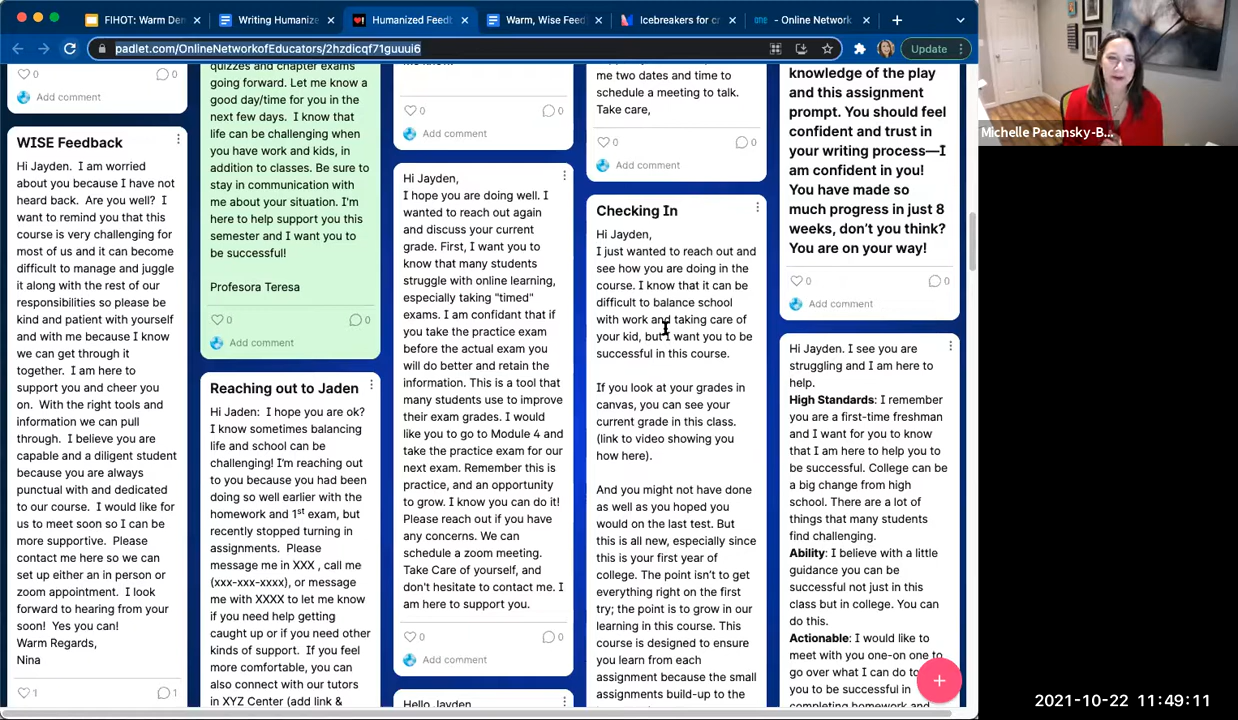 FIHOT: Warm Der
Writing Humanize
Humanized Feedb
Warm, Wise Feed
Icebreakers for cr
- Online Network
padlet.com/OnlineNetworkofEducators/2hzdicqf71guuui6
Update
0
0
Add comment
WISE Feedback
Hi Jayden. I am worried
about you because I have not
heard back. Are you well? I
want to remind you that this
course is very challenging for
most of us and it can become
difficult to manage and juggle
it along with the rest of our
responsibilities so please be
kind and patient with yourself
and with me because I know
we can get through it
together. I am here to
support you and cheer you
on. With the right tools and
information we can pull
through. I believe you are
capable and a diligent student
because you are always
punctual with and dedicated
to our course. I would like for
us to meet soon so I can be
more supportive. Please
contact me here so we can
set up either an in person or
zoom appointment. I look
forward to hearing from your
soon! Yes you can!
Warm Regards,
Nina
1
1
quizzes and chapter exams
going forward. Let me know a
good day/time for you in the
next few days. I know that
life can be challenging when
you have work and kids, in
addition to classes. Be sure to
stay in communication with
me about your situation. I'm
here to help support you this
semester and I want you to
be successful!
Profesora Teresa
0
0
Add comment
Reaching out to Jaden
Hi Jaden: I hope you are ok?
I know sometimes balancing
life and school can be
challenging! I'm reaching out
to you because you had been
doing so well earlier with the
homework and 1st exam, but
recently stopped turning in
assignments. Please
message me in XXX , call me
(xxx-xxx-xxxx), or message
me with XXXX to let me know
if you need help getting
caught up or if you need other
kinds of support. If you feel
more comfortable, you can
also connect with our tutors
in XYZ Center (add link &
0
0
Add comment
Hi Jayden,
I hope you are doing well. I
wanted to reach out again
and discuss your current
grade. First, I want you to
know that many students
struggle with online learning,
especially taking "timed"
exams. I am confidant that if
you take the practice exam
before the actual exam you
will do better and retain the
information. This is a tool that
many students use to improve
their exam grades. I would
like you to go to Module 4 and
take the practice exam for our
next exam. Remember this is
practice, and an opportunity
to grow. I know you can do it!
Please reach out if you have
any concerns. We can
schedule a zoom meeting.
Take Care of yourself, and
don't hesitate to contact me. I
am here to support you.
0
0
Add comment
Hello Jayden
me two dates and time to
schedule a meeting to talk.
Take care,
0
0
Add comment
Checking In
Hi Jayden,
I just wanted to reach out and
see how you are doing in the
course. I know that it can be
difficult to balance school
with work and taking care of
your kid, but I want you to be
successful in this course.
If you look at your grades in
canvas, you can see your
current grade in this class.
(link to video showing you
how here).
And you might not have done
as well as you hoped you
would on the last test. But
this is all new, especially since
this is your first year of
college. The point isn't to get
everything right on the first
try; the point is to grow in our
learning in this course. This
course is designed to ensure
you learn from each
assignment because the small
assignments build-up to the
knowledge of the play
and this assignment
prompt. You should feel
confident and trust in
your writing process—I
am confident in you!
You have made so
much progress in just 8
weeks, don't you think?
You are on your way!
0
0
Add comment
Hi Jayden. I see you are
struggling and I am here to
help.
High Standards: I remember
you are a first-time freshman
and I want for you to know
that I am here to help you to
be successful. College can be
a big change from high
school. There are a lot of
things that many students
find challenging.
Ability: I believe with a little
guidance you can be
successful not just in this
class but in college. You can
do this.
Actionable: I would like to
meet with you one-on one to
go over what I can do to
you to be successful in
completing homework and
Michelle Pacansky-B...
2021-10-22 11:49:11